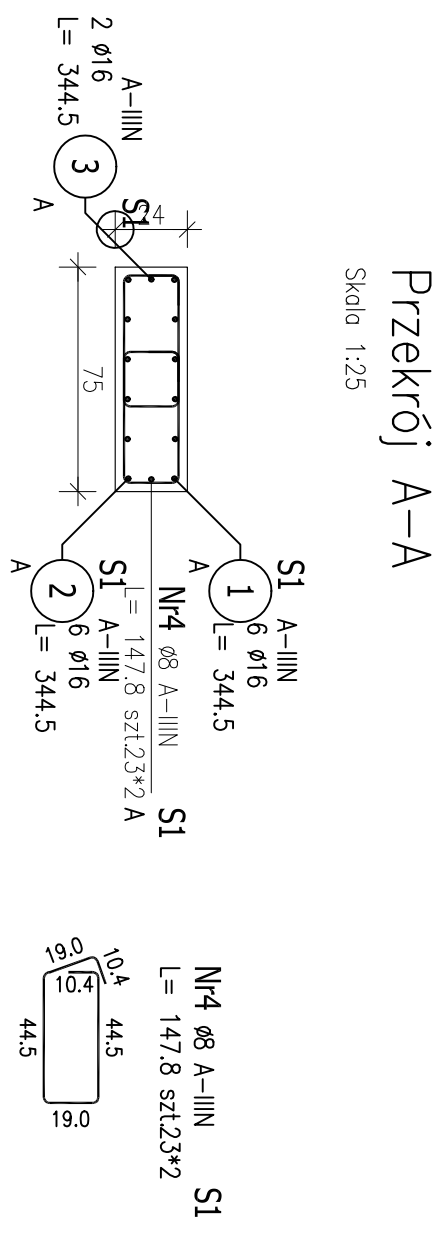 Przekrój A-A
Skala 1:25
S1
A-IIIN
2 ø16
L= 344.5
3
A
24
75
S1
A-IIIN
6 ø16
L= 344.5
1
A
S1
A-IIIN
6 ø16
L= 344.5
2
A
Nr4 ø8 A-IIIN
L= 147.8 szt.23*2
S1
A
Nr4 ø8 A-IIIN
L= 147.8 szt.23*2
S1
10.4
19.0
10.4
44.5
44.5
19.0